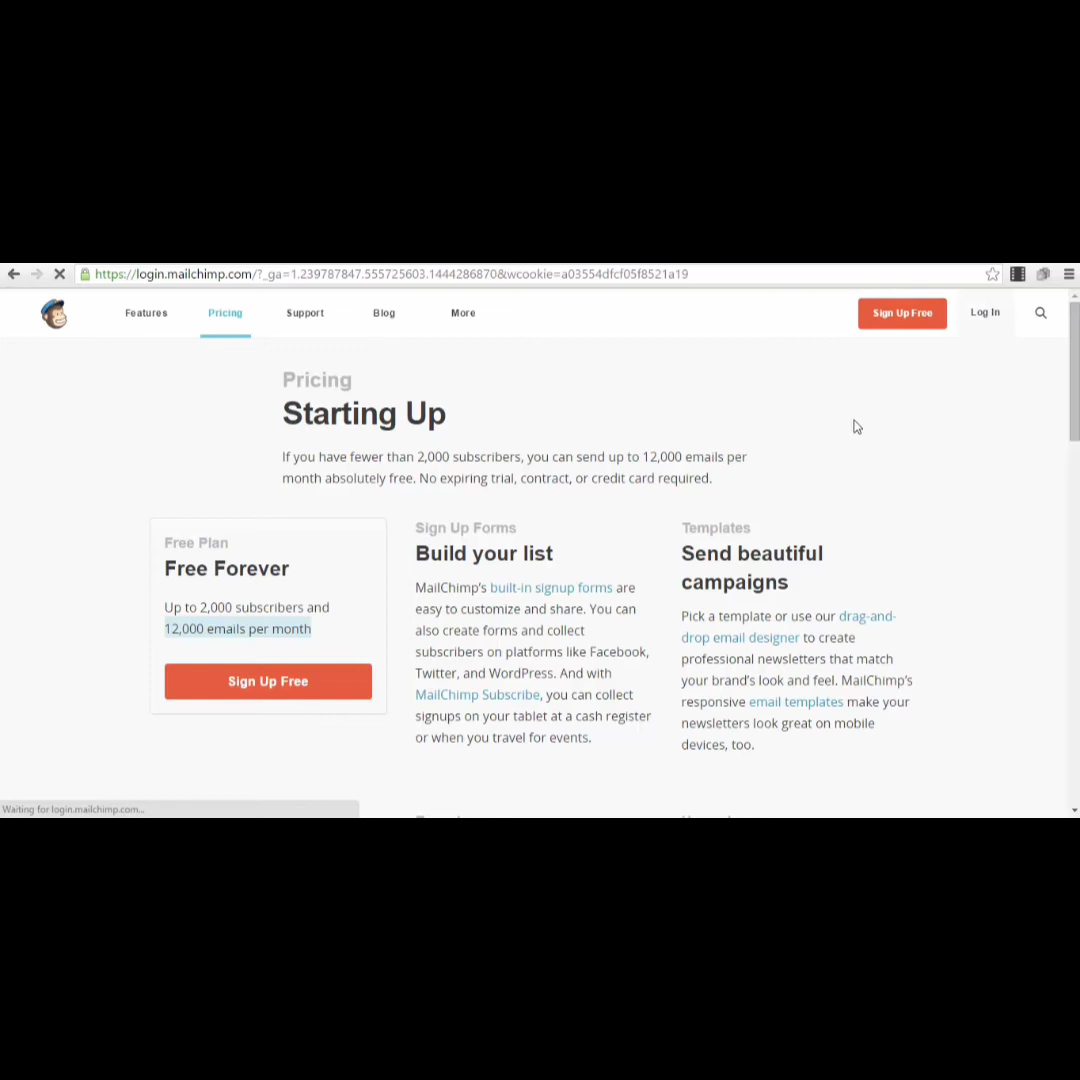 https://login.mailchimp.com/?_ga=1.239787847.555725603.1444286870&wcookie=a03554dfcf05f8521a19
Features Pricing Support Blog More Sign Up Free Log In
Pricing
Starting Up
If you have fewer than 2,000 subscribers, you can send up to 12,000 emails per
month absolutely free. No expiring trial, contract, or credit card required.
Free Plan
Free Forever
Up to 2,000 subscribers and
12,000 emails per month
Sign Up Free
Sign Up Forms
Build your list
MailChimp's built-in signup forms are
easy to customize and share. You can
also create forms and collect
subscribers on platforms like Facebook,
Twitter, and WordPress. And with
MailChimp Subscribe, you can collect
signups on your tablet at a cash register
or when you travel for events.
Templates
Send beautiful
campaigns
Pick a template or use our drag-and-
drop email designer to create
professional newsletters that match
your brand's look and feel. MailChimp's
responsive email templates make your
newsletters look great on mobile
devices, too.
Waiting for login.mailchimp.com...